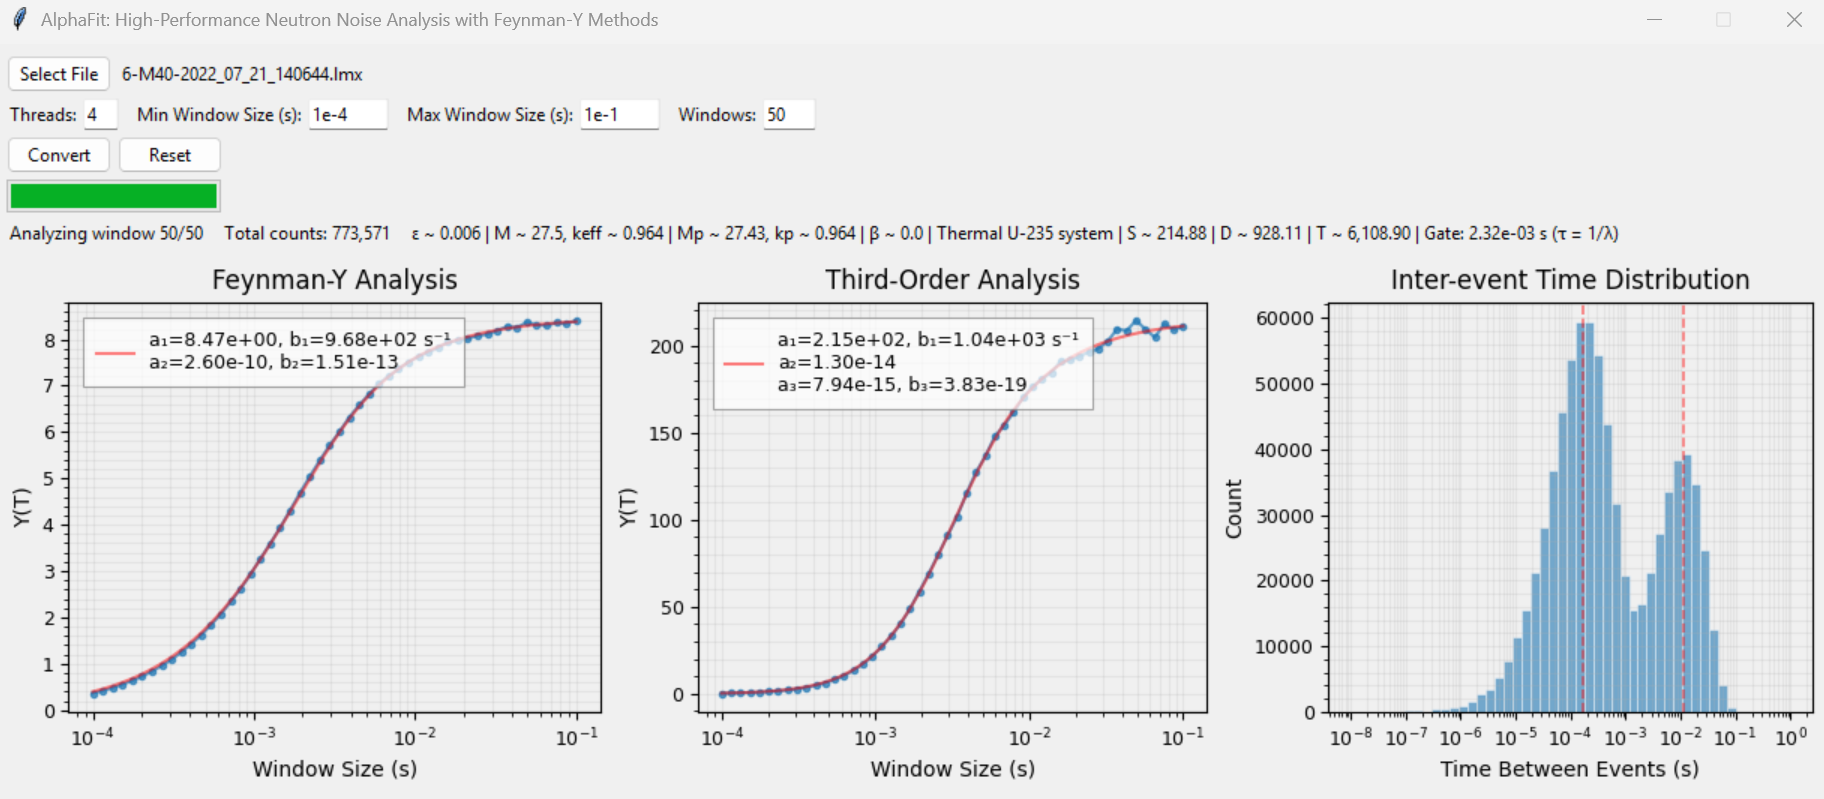 AlphaFit: High-Performance Neutron Noise Analysis with Feynman-Y Methods
Select File 6-M40-2022_07_21_140644.lmx
Threads: 4 Min Window Size (s): 1e-4 Max Window Size (s): 1e-1 Windows: 50
Convert Reset
Analyzing window 50/50 Total counts: 773,571 ε ~ 0.006 | M ~ 27.5, keff ~ 0.964 | Mp ~ 27.43, kp ~ 0.964 | β ~ 0.0 | Thermal U-235 system | S ~ 214.88 | D ~ 928.11 | T ~ 6,108.90 | Gate: 2.32e-03 s (τ = 1/λ)
Feynman-Y Analysis
a₁=8.47e+00, b₁=9.68e+02 s⁻¹
a₂=2.60e-10, b₂=1.51e-13
Y(T)
8
7
6
5
4
3
2
1
0
10⁻⁴ 10⁻³ 10⁻² 10⁻¹
Window Size (s)
Third-Order Analysis
a₁=2.15e+02, b₁=1.04e+03 s⁻¹
a₂=1.30e-14
a₃=7.94e-15, b₃=3.83e-19
Y(T)
200
150
100
50
0
10⁻⁴ 10⁻³ 10⁻² 10⁻¹
Window Size (s)
Inter-event Time Distribution
Count
60000
50000
40000
30000
20000
10000
0
10⁻⁸ 10⁻⁷ 10⁻⁶ 10⁻⁵ 10⁻⁴ 10⁻³ 10⁻² 10⁻¹ 10⁰
Time Between Events (s)